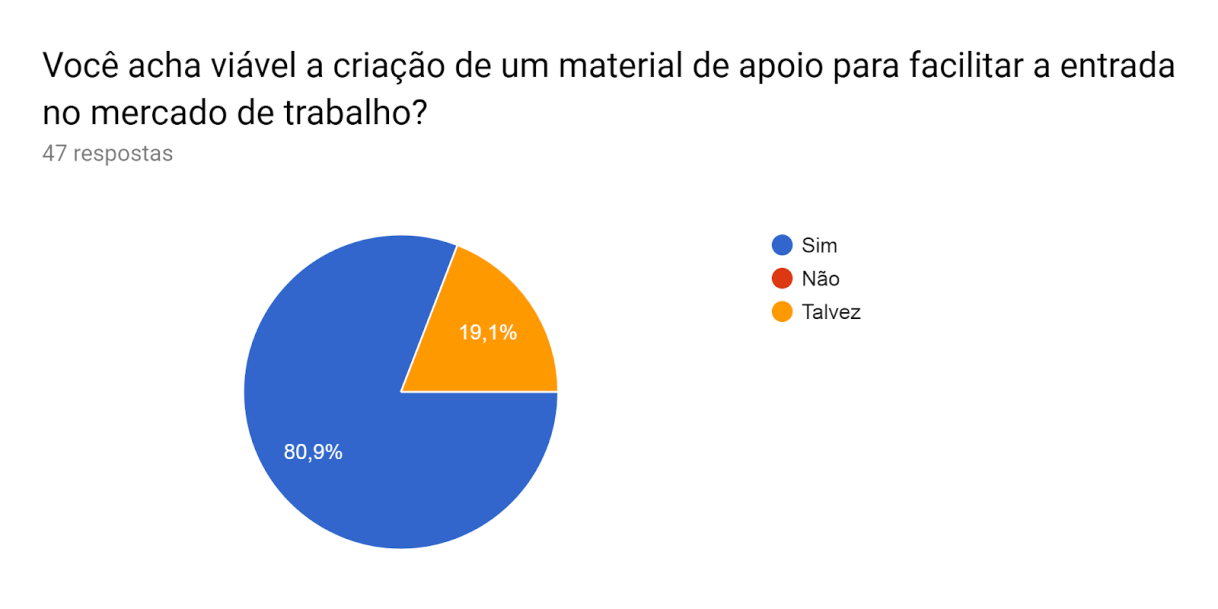 Você acha viável a criação de um material de apoio para facilitar a entrada
no mercado de trabalho?
47 respostas
Sim
Não
Talvez
19,1%
80,9%